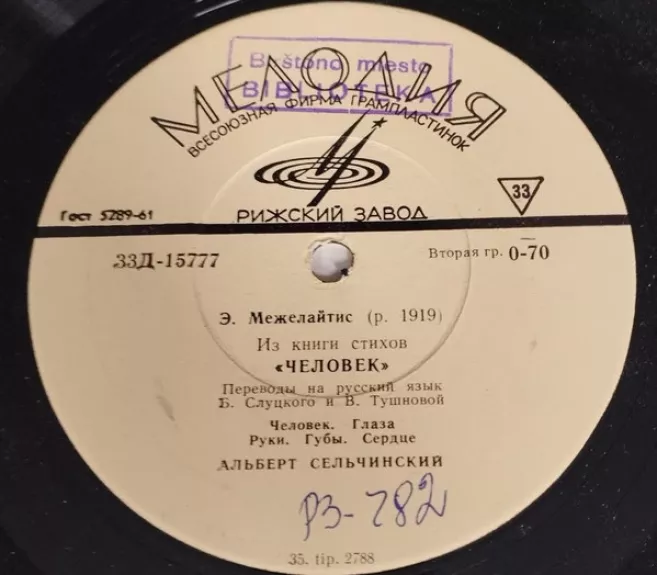 Baštono miesto
BIBLIOTEKA
МЕЛОДИЯ
ВСЕСОЮЗНАЯ ФИРМА ГРАМПЛАСТИНОК
33
Гост 5289-61
РИЖСКИЙ ЗАВОД
33Д-15777
Вторая гр. 0-70
Э. Межелайтис (р. 1919)
Из книги стихов
«ЧЕЛОВЕК»
Переводы на русский язык
Б. Слуцкого и В. Тушновой
Человек. Глаза
Руки. Губы. Сердце
АЛЬБЕРТ СЕЛЬЧИНСКИЙ
РЗ-782
35. tip. 2788